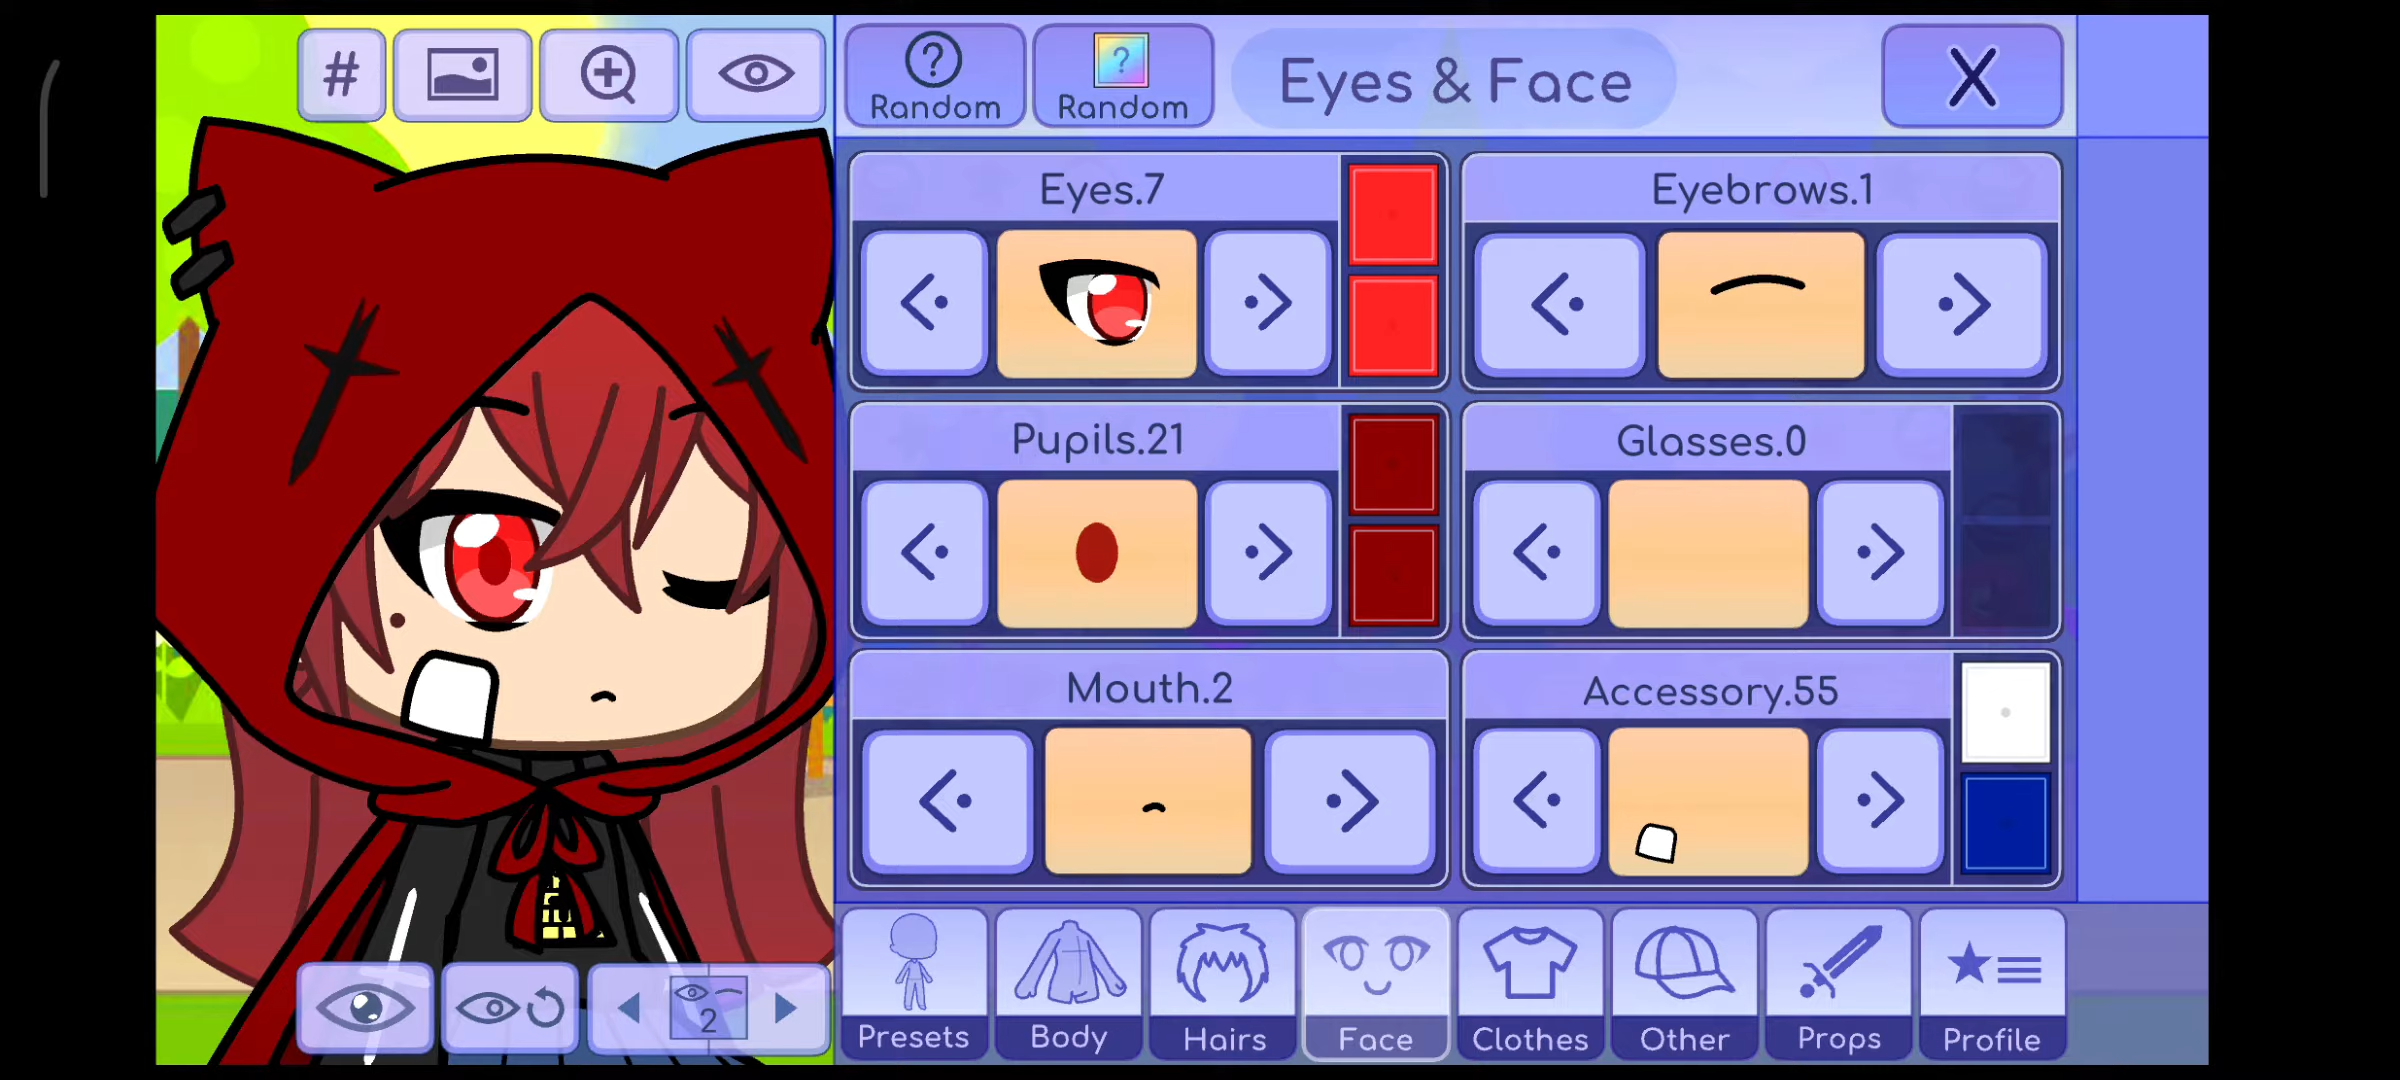 #
?
Random
?
Random
Eyes & Face
X
Eyes.7
Eyebrows.1
Pupils.21
Glasses.0
Mouth.2
Accessory.55
2
Presets
Body
Hairs
Face
Clothes
Other
Props
Profile